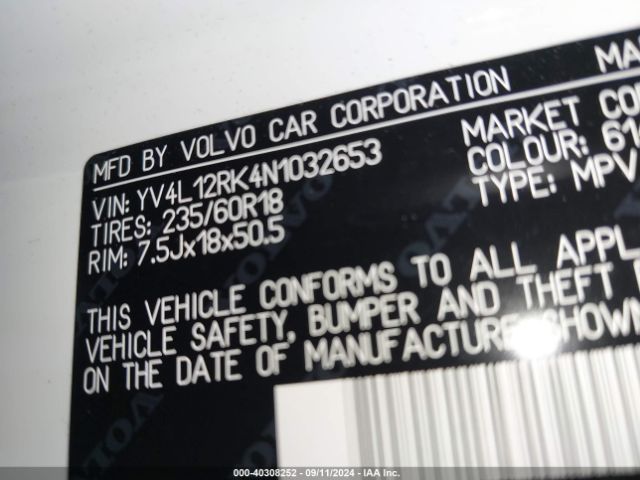 MFD BY VOLVO CAR CORPORATION
VIN: YV4L12RK4N1032653
TIRES: 235/60R18
RIM: 7.5Jx18x50.5
MARKET
COLOUR:
TYPE: MPV
THIS VEHICLE CONFORMS TO ALL
VEHICLE SAFETY, BUMPER AND THEFT
ON THE DATE OF MANUFACTURE SHOWN
VOLVO
000-40308252 - 09/11/2024 - IAA Inc.